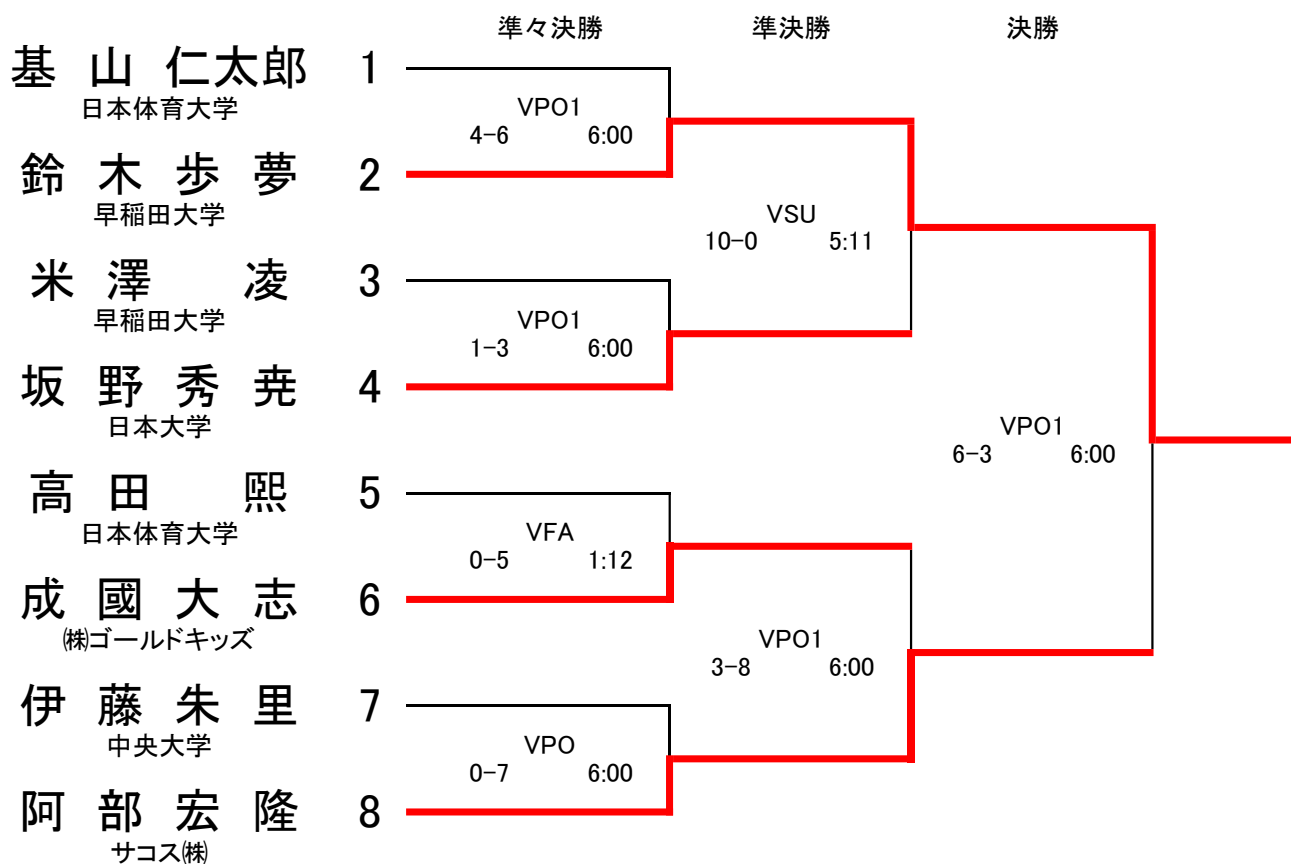 準々決勝 準決勝 決勝
基 山 仁太郎 1
日本体育大学
VPO1
4-6 6:00
鈴 木 歩 夢 2
早稲田大学
VSU
10-0 5:11
米 澤 凌 3
早稲田大学
VPO1
1-3 6:00
坂 野 秀 尭 4
日本大学
VPO1
6-3 6:00
高 田 煕 5
日本体育大学
VFA
0-5 1:12
成 國 大 志 6
㈱ゴールドキッズ
VPO1
3-8 6:00
伊 藤 朱 里 7
中央大学
VPO
0-7 6:00
阿 部 宏 隆 8
サコス㈱